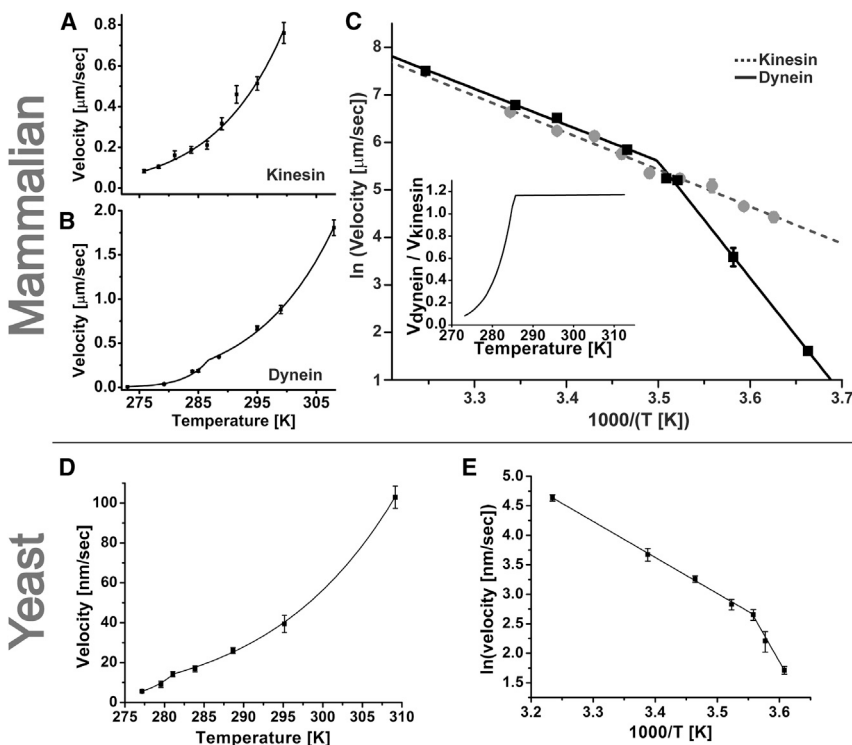 Mammalian
A
Velocity [µm/sec]
0.8
0.6
0.4
0.2
0.0
Kinesin
B
Velocity [µm/sec]
2.0
1.5
1.0
0.5
0.0
Dynein
275 285 295 305
Temperature [K]
C
ln (Velocity [µm/sec])
8
7
6
5
4
3
2
1
Kinesin
Dynein
Vdynein / Vkinesin
1.2
1.0
0.8
0.6
0.4
0.2
0.0
270 280 290 300 310
Temperature [K]
3.3 3.4 3.5 3.6 3.7
1000/(T [K])
Yeast
D
Velocity [nm/sec]
100
80
60
40
20
0
275 280 285 290 295 300 305 310
Temperature [K]
E
ln(velocity [nm/sec])
5.0
4.5
4.0
3.5
3.0
2.5
2.0
1.5
3.2 3.3 3.4 3.5 3.6
1000/T [K]